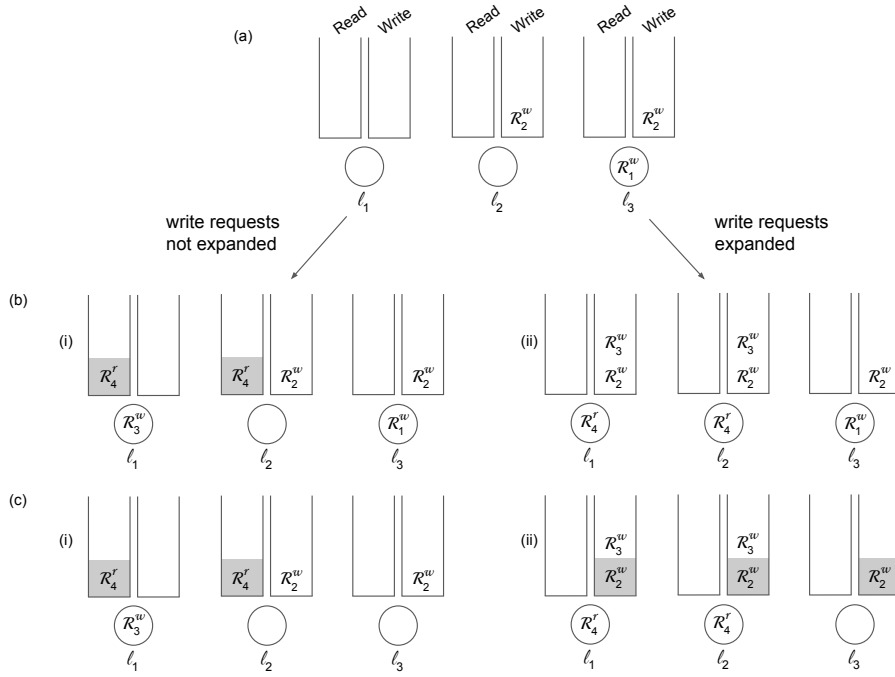 Read Write Read Write Read Write
(a)
ℛ₂ʷ ℛ₂ʷ
ℛ₁ʷ
ℓ₁ ℓ₂ ℓ₃
write requests
not expanded
write requests
expanded
(b)
(i) ℛ₄ʳ ℛ₄ʳ ℛ₂ʷ ℛ₂ʷ
ℛ₃ʷ ℛ₁ʷ
ℓ₁ ℓ₂ ℓ₃
(ii) ℛ₃ʷ ℛ₃ʷ
ℛ₂ʷ ℛ₂ʷ ℛ₂ʷ
ℛ₄ʳ ℛ₄ʳ ℛ₁ʷ
ℓ₁ ℓ₂ ℓ₃
(c)
(i) ℛ₄ʳ ℛ₄ʳ ℛ₂ʷ ℛ₂ʷ
ℛ₃ʷ
ℓ₁ ℓ₂ ℓ₃
(ii) ℛ₃ʷ ℛ₃ʷ
ℛ₂ʷ ℛ₂ʷ ℛ₂ʷ
ℛ₄ʳ ℛ₄ʳ
ℓ₁ ℓ₂ ℓ₃